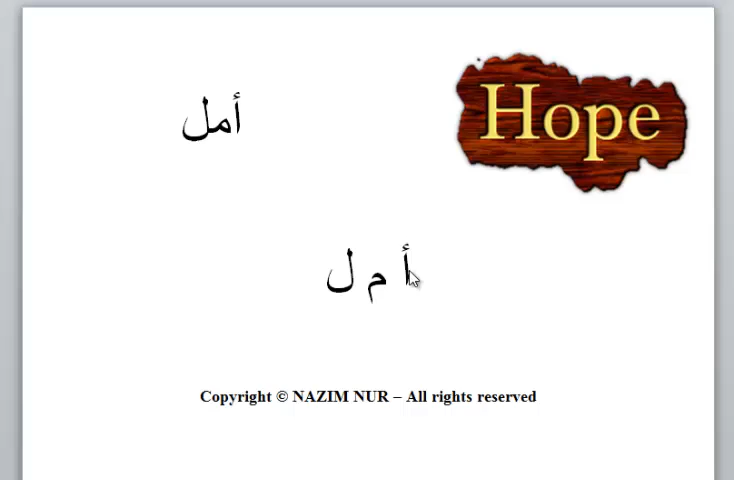 أمل
Hope
أ م ل
Copyright © NAZIM NUR – All rights reserved